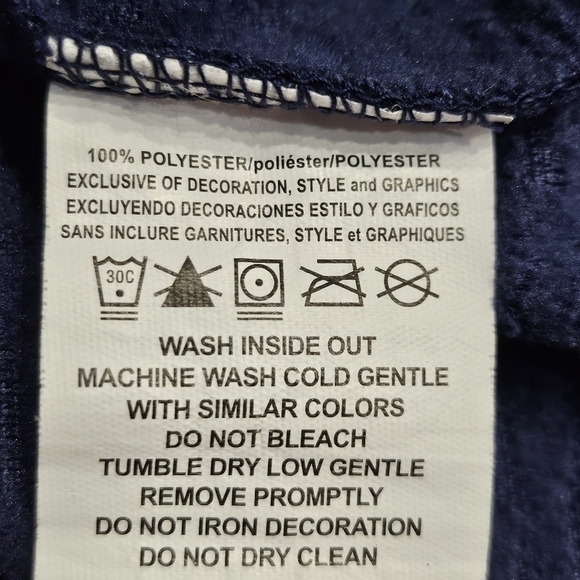 100% POLYESTER/poliéster/POLYESTER
EXCLUSIVE OF DECORATION, STYLE and GRAPHICS
EXCLUYENDO DECORACIONES ESTILO Y GRAFICOS
SANS INCLURE GARNITURES, STYLE et GRAPHIQUES
30C
WASH INSIDE OUT
MACHINE WASH COLD GENTLE
WITH SIMILAR COLORS
DO NOT BLEACH
TUMBLE DRY LOW GENTLE
REMOVE PROMPTLY
DO NOT IRON DECORATION
DO NOT DRY CLEAN